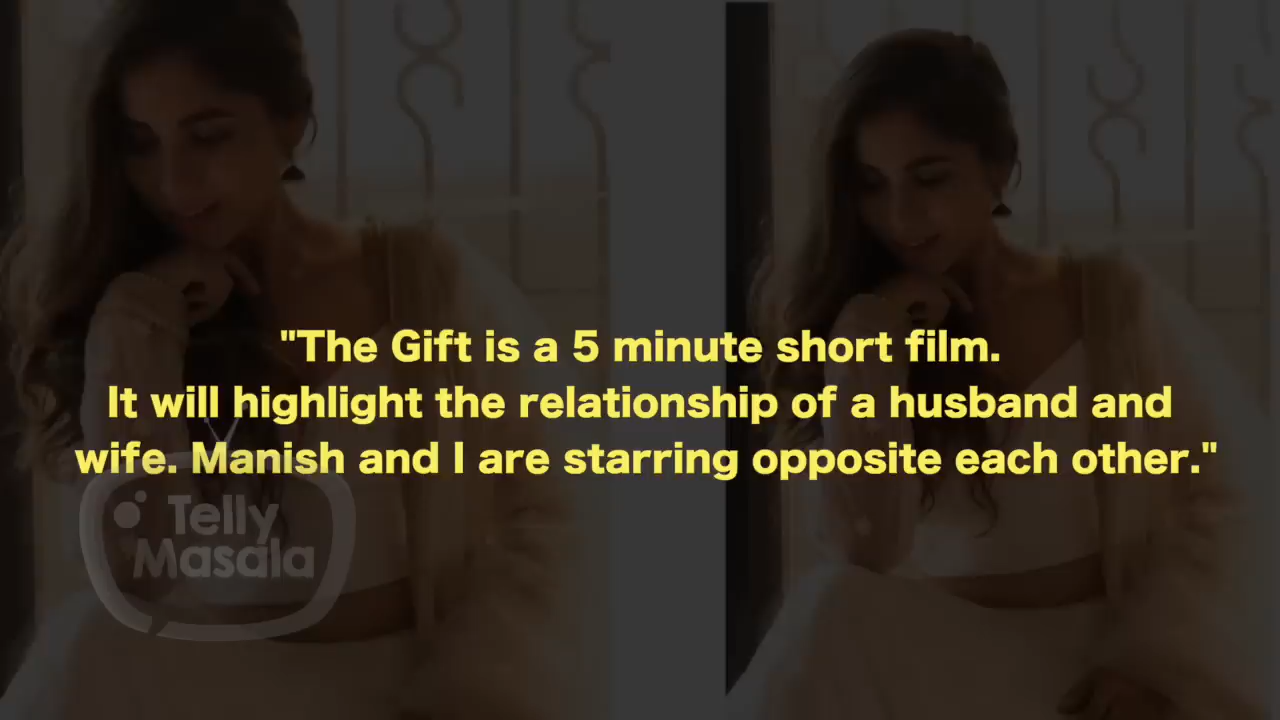 "The Gift is a 5 minute short film.
It will highlight the relationship of a husband and
wife. Manish and I are starring opposite each other."
Telly
Masala